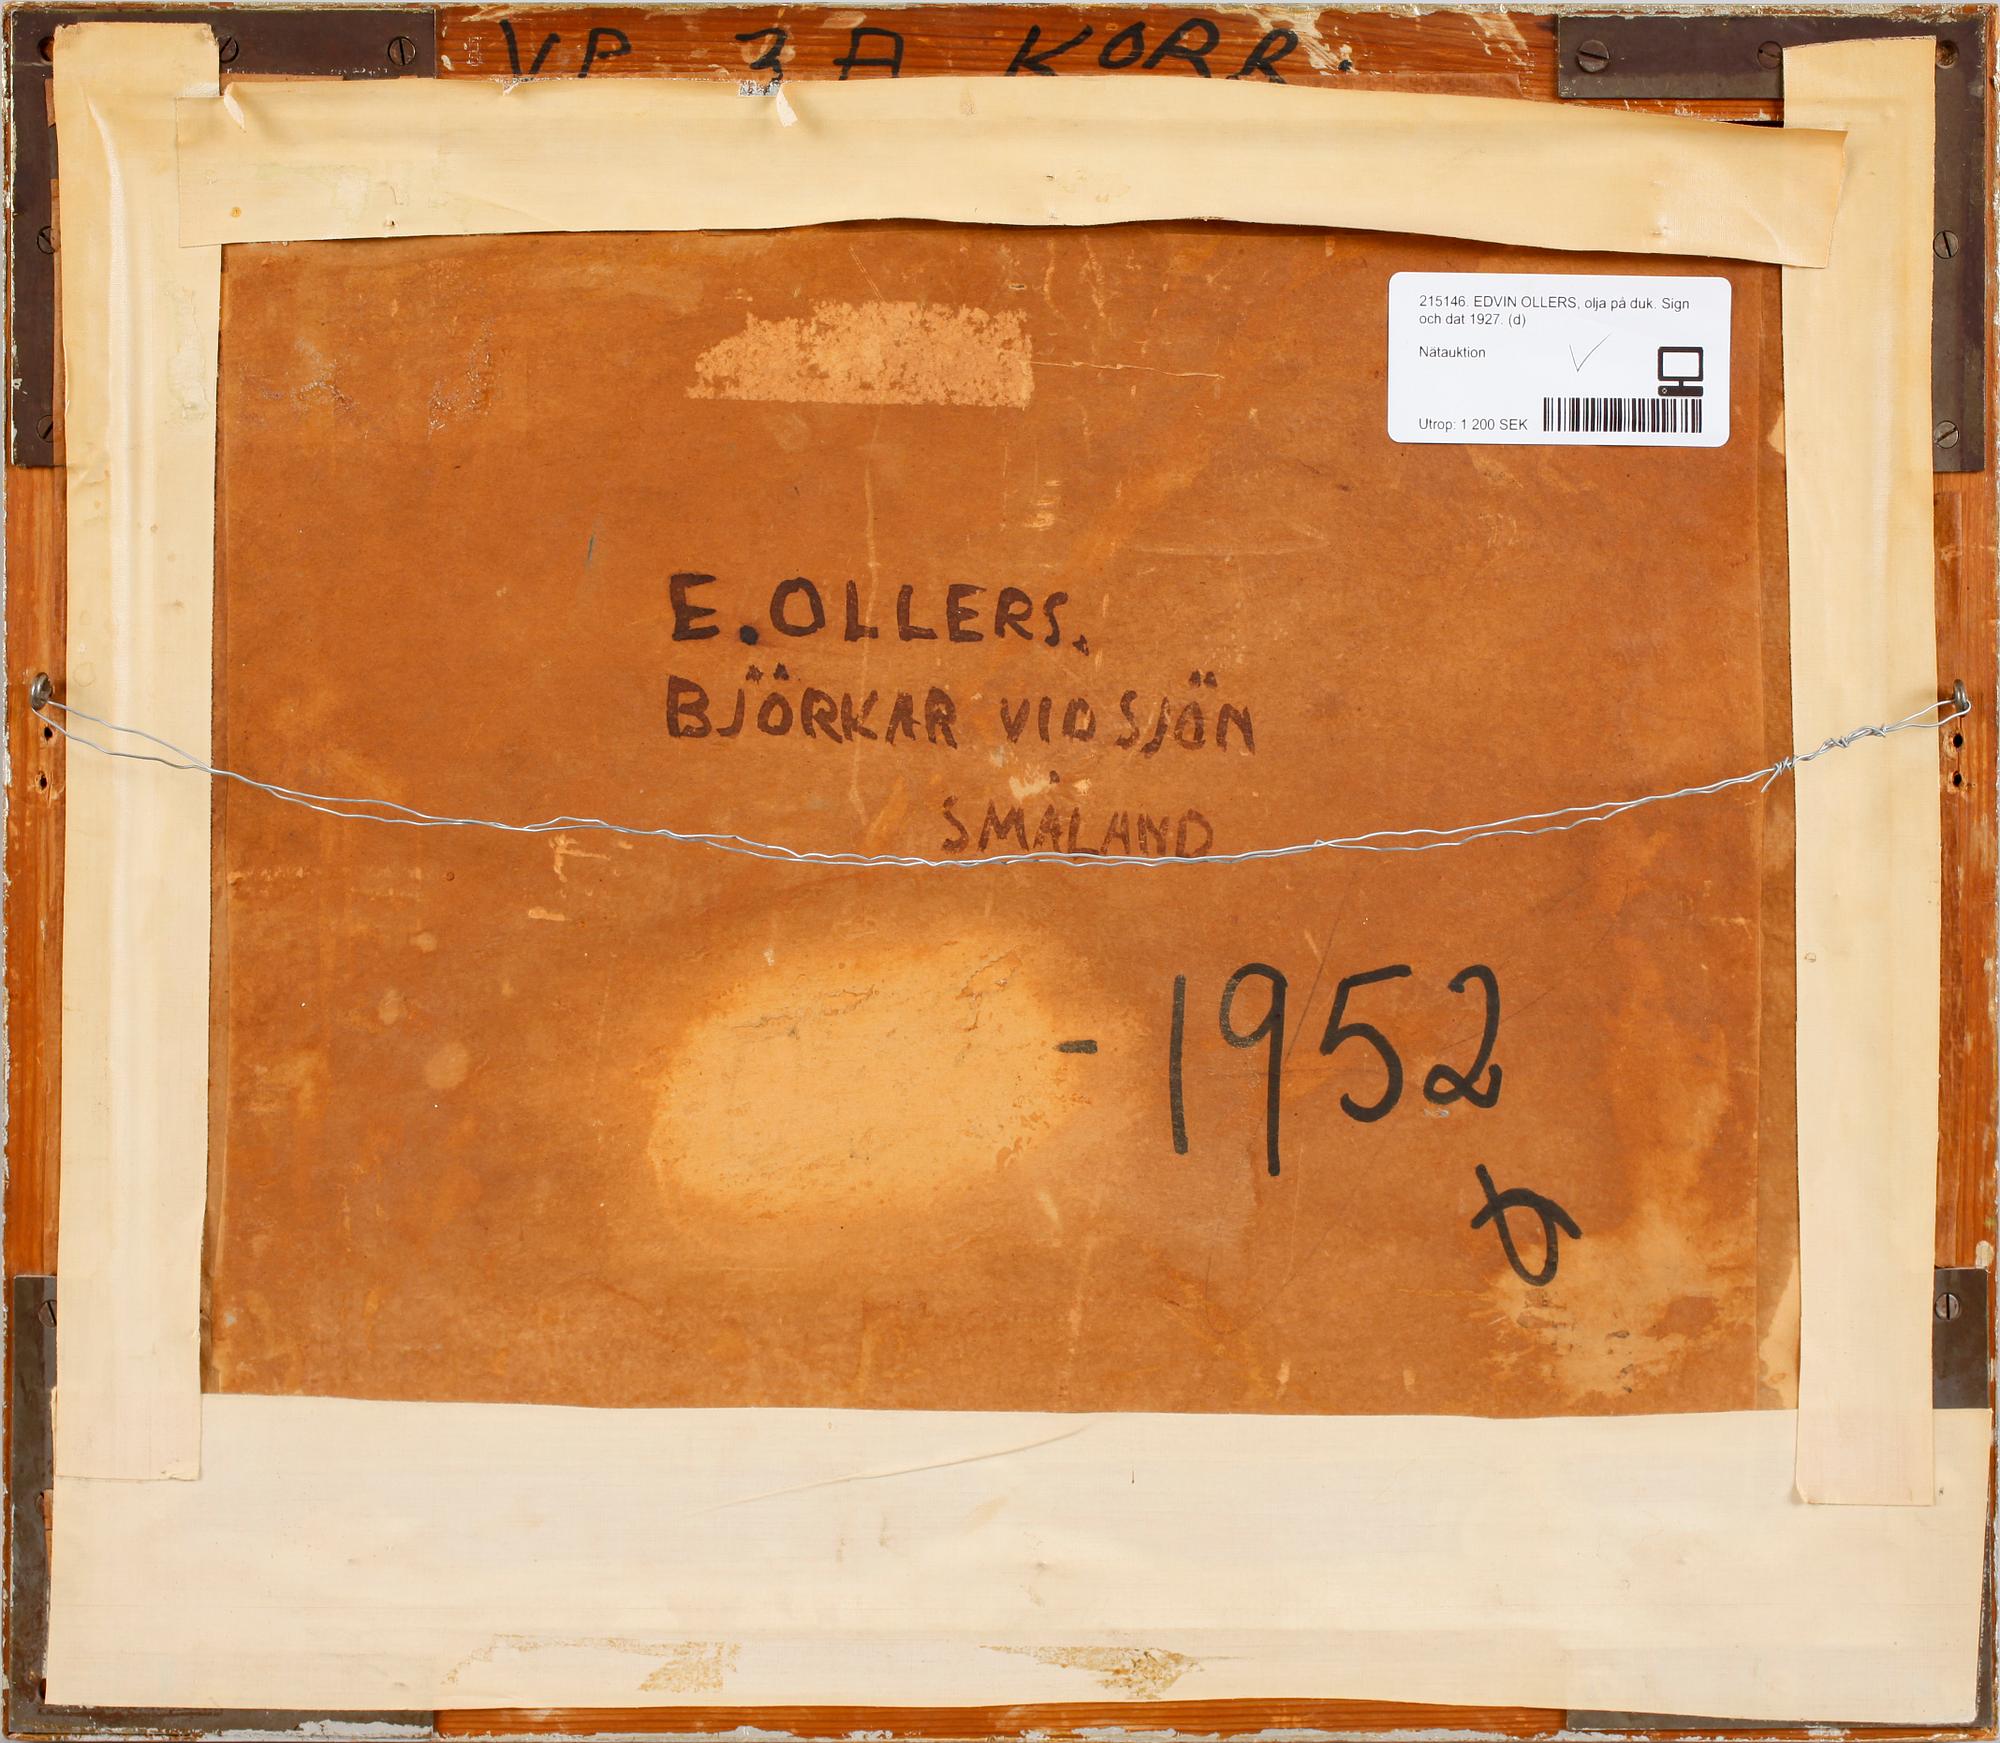 VP 3A KORR.
215146. EDVIN OLLERS, olja på duk. Sign
och dat 1927. (d)
Nätauktion
Utrop: 1 200 SEK
E. OLLERS.
BJÖRKAR VID SJÖN
SMÅLAND
- 1952